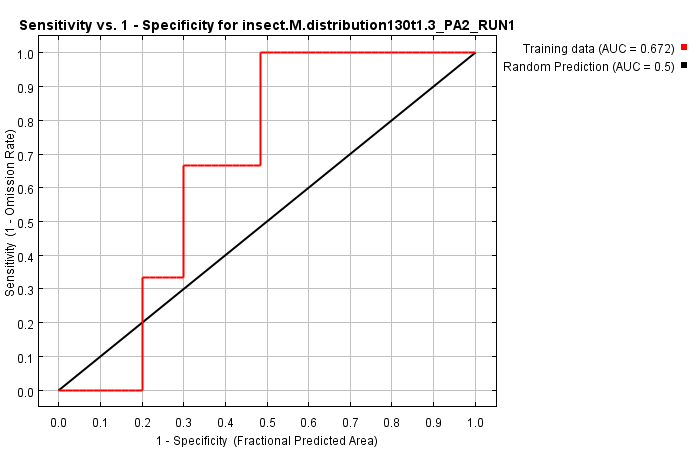 Sensitivity vs. 1 - Specificity for insect.M.distribution130t1.3_PA2_RUN1
Training data (AUC = 0.672)
Random Prediction (AUC = 0.5)
Sensitivity (1 - Omission Rate)
1.0
0.9
0.8
0.7
0.6
0.5
0.4
0.3
0.2
0.1
0.0
0.0 0.1 0.2 0.3 0.4 0.5 0.6 0.7 0.8 0.9 1.0
1 - Specificity (Fractional Predicted Area)